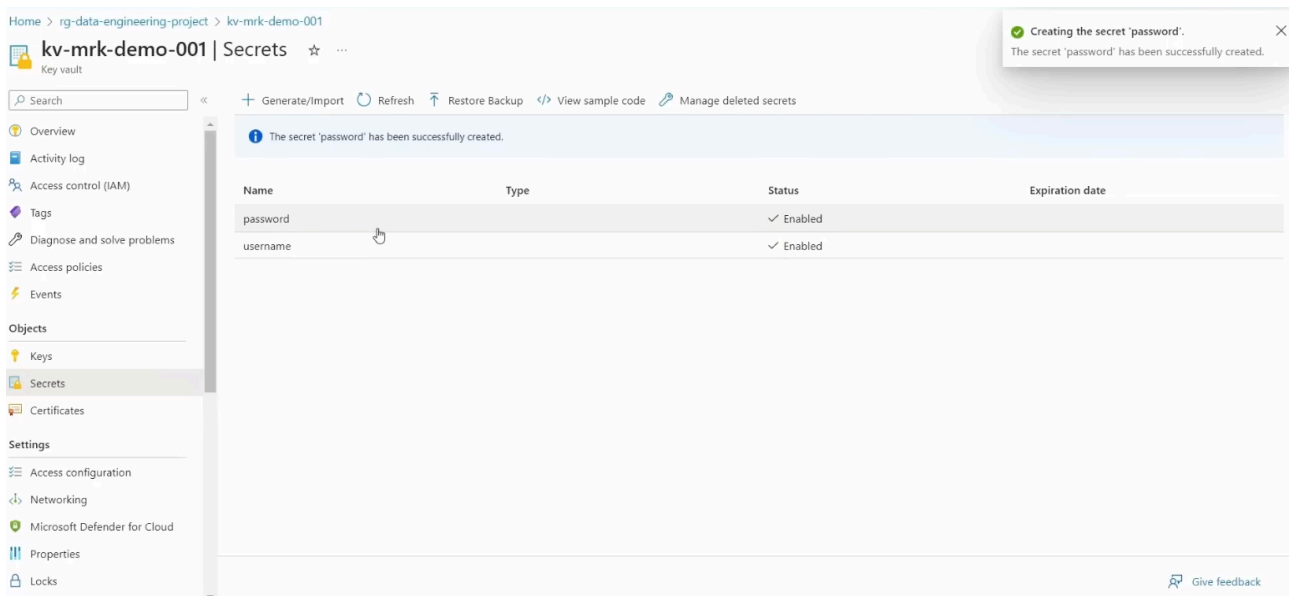 Home > rg-data-engineering-project > kv-mrk-demo-001
kv-mrk-demo-001 | Secrets ☆ ...
Key vault
Creating the secret 'password'.
The secret 'password' has been successfully created.
Search
Generate/Import Refresh Restore Backup View sample code Manage deleted secrets
The secret 'password' has been successfully created.
Overview
Activity log
Access control (IAM)
Tags
Diagnose and solve problems
Access policies
Events
Objects
Keys
Secrets
Certificates
Settings
Access configuration
Networking
Microsoft Defender for Cloud
Properties
Locks
Name Type Status Expiration date
password Enabled
username Enabled
Give feedback